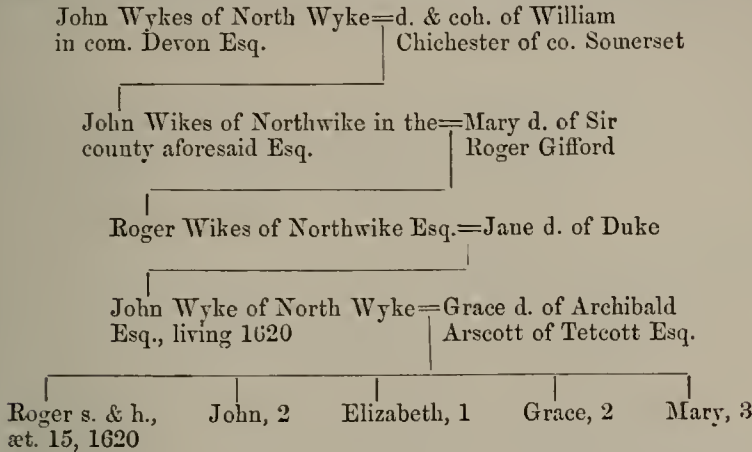 John Wykes of North Wyke=d. & coh. of William
in com. Devon Esq. Chichester of co. Somerset
John Wikes of Northwike in the=Mary d. of Sir
county aforesaid Esq. Roger Gifford
Roger Wikes of Northwike Esq.=Jane d. of Duke
John Wyke of North Wyke=Grace d. of Archibald
Esq., living 1620 Arscott of Tetcott Esq.
Roger s. & h., John, 2 Elizabeth, 1 Grace, 2 Mary, 3
æt. 15, 1620